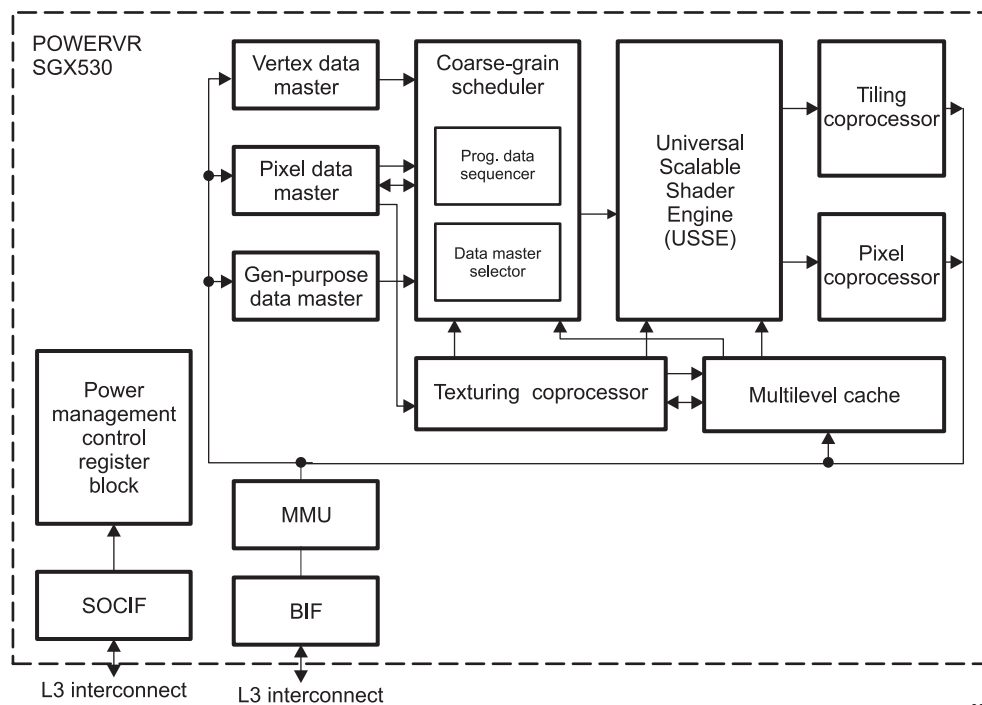 POWERVR
SGX530
Vertex data
master
Pixel data
master
Gen-purpose
data master
Coarse-grain
scheduler
Prog. data
sequencer
Data master
selector
Universal
Scalable
Shader
Engine
(USSE)
Tiling
coprocessor
Pixel
coprocessor
Texturing coprocessor
Multilevel cache
Power
management
control
register
block
MMU
SOCIF
BIF
L3 interconnect
L3 interconnect